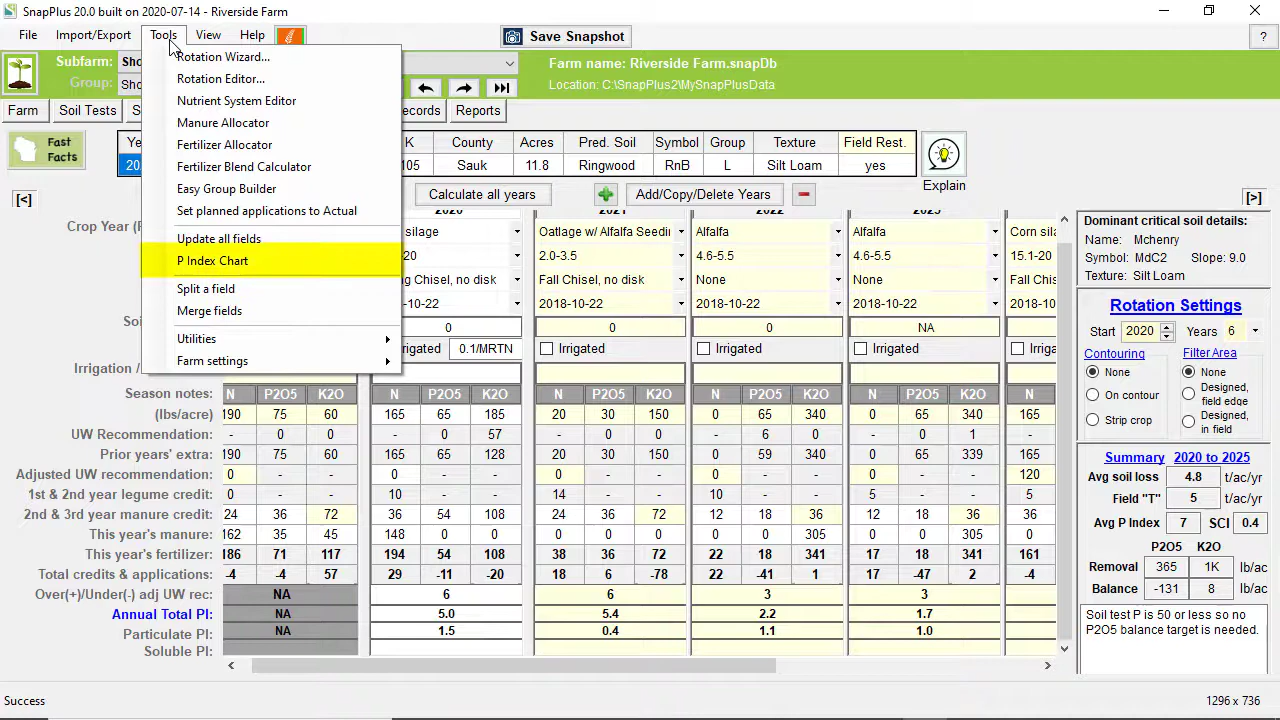 SnapPlus 20.0 built on 2020-07-14 - Riverside Farm
File Import/Export Tools View Help Save Snapshot ?
Subfarm: Sho
Group: Sho
Farm name: Riverside Farm.snapDb
Location: C:\SnapPlus2\MySnapPlusData
Rotation Wizard...
Rotation Editor...
Nutrient System Editor
Manure Allocator
Fertilizer Allocator
Fertilizer Blend Calculator
Easy Group Builder
Set planned applications to Actual
Update all fields
P Index Chart
Split a field
Merge fields
Utilities
Farm settings
Farm Soil Tests S ecords Reports
Fast Facts
Ye K County Acres Pred. Soil Symbol Group Texture Field Rest.
20 105 Sauk 11.8 Ringwood RnB L Silt Loam yes
Explain
[<] Calculate all years Add/Copy/Delete Years [>]
2020 2021 2022 2023
Crop Year (F silage Oatlage w/ Alfalfa Seedin Alfalfa Alfalfa Corn sila
20 2.0-3.5 4.6-5.5 4.6-5.5 15.1-20
ng Chisel, no disk Fall Chisel, no disk None None Fall Chis
2018-10-22 2018-10-22 2018-10-22 2018-10-2
Soi 0 0 0 NA
igated 0.1/MRTN Irrigated Irrigated Irrigated Irrigat
Irrigation /
Season notes: N P2O5 K2O N P2O5 K2O N P2O5 K2O N P2O5 K2O N P2O5 K2O N
(lbs/acre) 190 75 60 165 65 185 20 30 150 0 65 340 0 65 340 165
UW Recommendation: - 0 0 - 0 57 - 0 0 - 6 0 - 0 1 -
Prior years' extra: 190 75 60 165 65 128 20 30 150 0 59 340 0 65 339 165
Adjusted UW recommendation: 0 - - 0 - - 0 - - 0 - - 0 - - 120
1st & 2nd year legume credit: - - - 10 - - 14 - - 10 - - 5 - - 5
2nd & 3rd year manure credit: 24 36 72 36 54 108 24 36 72 12 18 36 12 18 36 36
This year's manure: 162 35 45 148 0 0 0 0 0 0 0 305 0 0 305 0
This year's fertilizer: 186 71 117 194 54 108 38 36 72 22 18 341 17 18 341 161
Total credits & applications: -4 -4 57 29 -11 -20 18 6 -78 22 -41 1 17 -47 2 -4
Over(+)/Under(-) adj UW rec: NA 6 6 3 3
Annual Total PI: NA 5.0 5.4 2.2 1.7
Particulate PI: NA 1.5 0.4 1.1 1.0
Soluble PI:
Dominant critical soil details:
Name: Mchenry
Symbol: MdC2 Slope: 9.0
Texture: Silt Loam
Rotation Settings
Start 2020 Years 6
Contouring Filter Area
None None
On contour Designed, field edge
Strip crop Designed, in field
Summary 2020 to 2025
Avg soil loss 4.8 t/ac/yr
Field "T" 5 t/ac/yr
Avg P Index 7 SCI 0.4
P2O5 K2O
Removal 365 1K lb/ac
Balance -131 8 lb/ac
Soil test P is 50 or less so no
P2O5 balance target is needed.
Success 1296 x 736